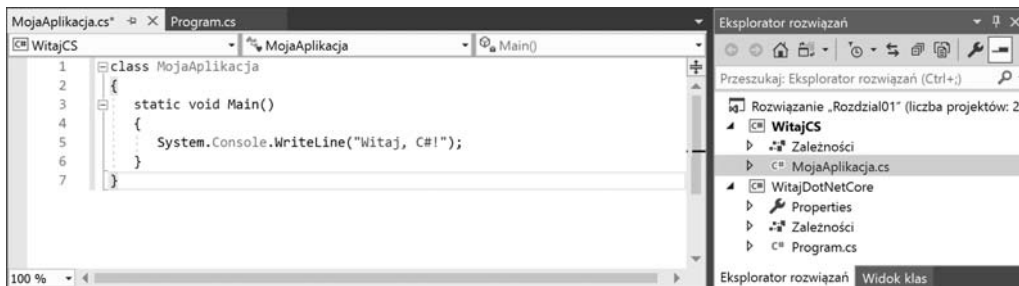 MojaAplikacja.cs* Program.cs
C# WitajCS MojaAplikacja Main()
1 class MojaAplikacja
2 {
3 static void Main()
4 {
5 System.Console.WriteLine("Witaj, C#!");
6 }
7 }
100 %
Eksplorator rozwiązań
Przeszukaj: Eksplorator rozwiązań (Ctrl+;)
Rozwiązanie „Rozdzial01” (liczba projektów: 2
C# WitajCS
Zależności
C# MojaAplikacja.cs
C# WitajDotNetCore
Properties
Zależności
C# Program.cs
Eksplorator rozwiązań Widok klas